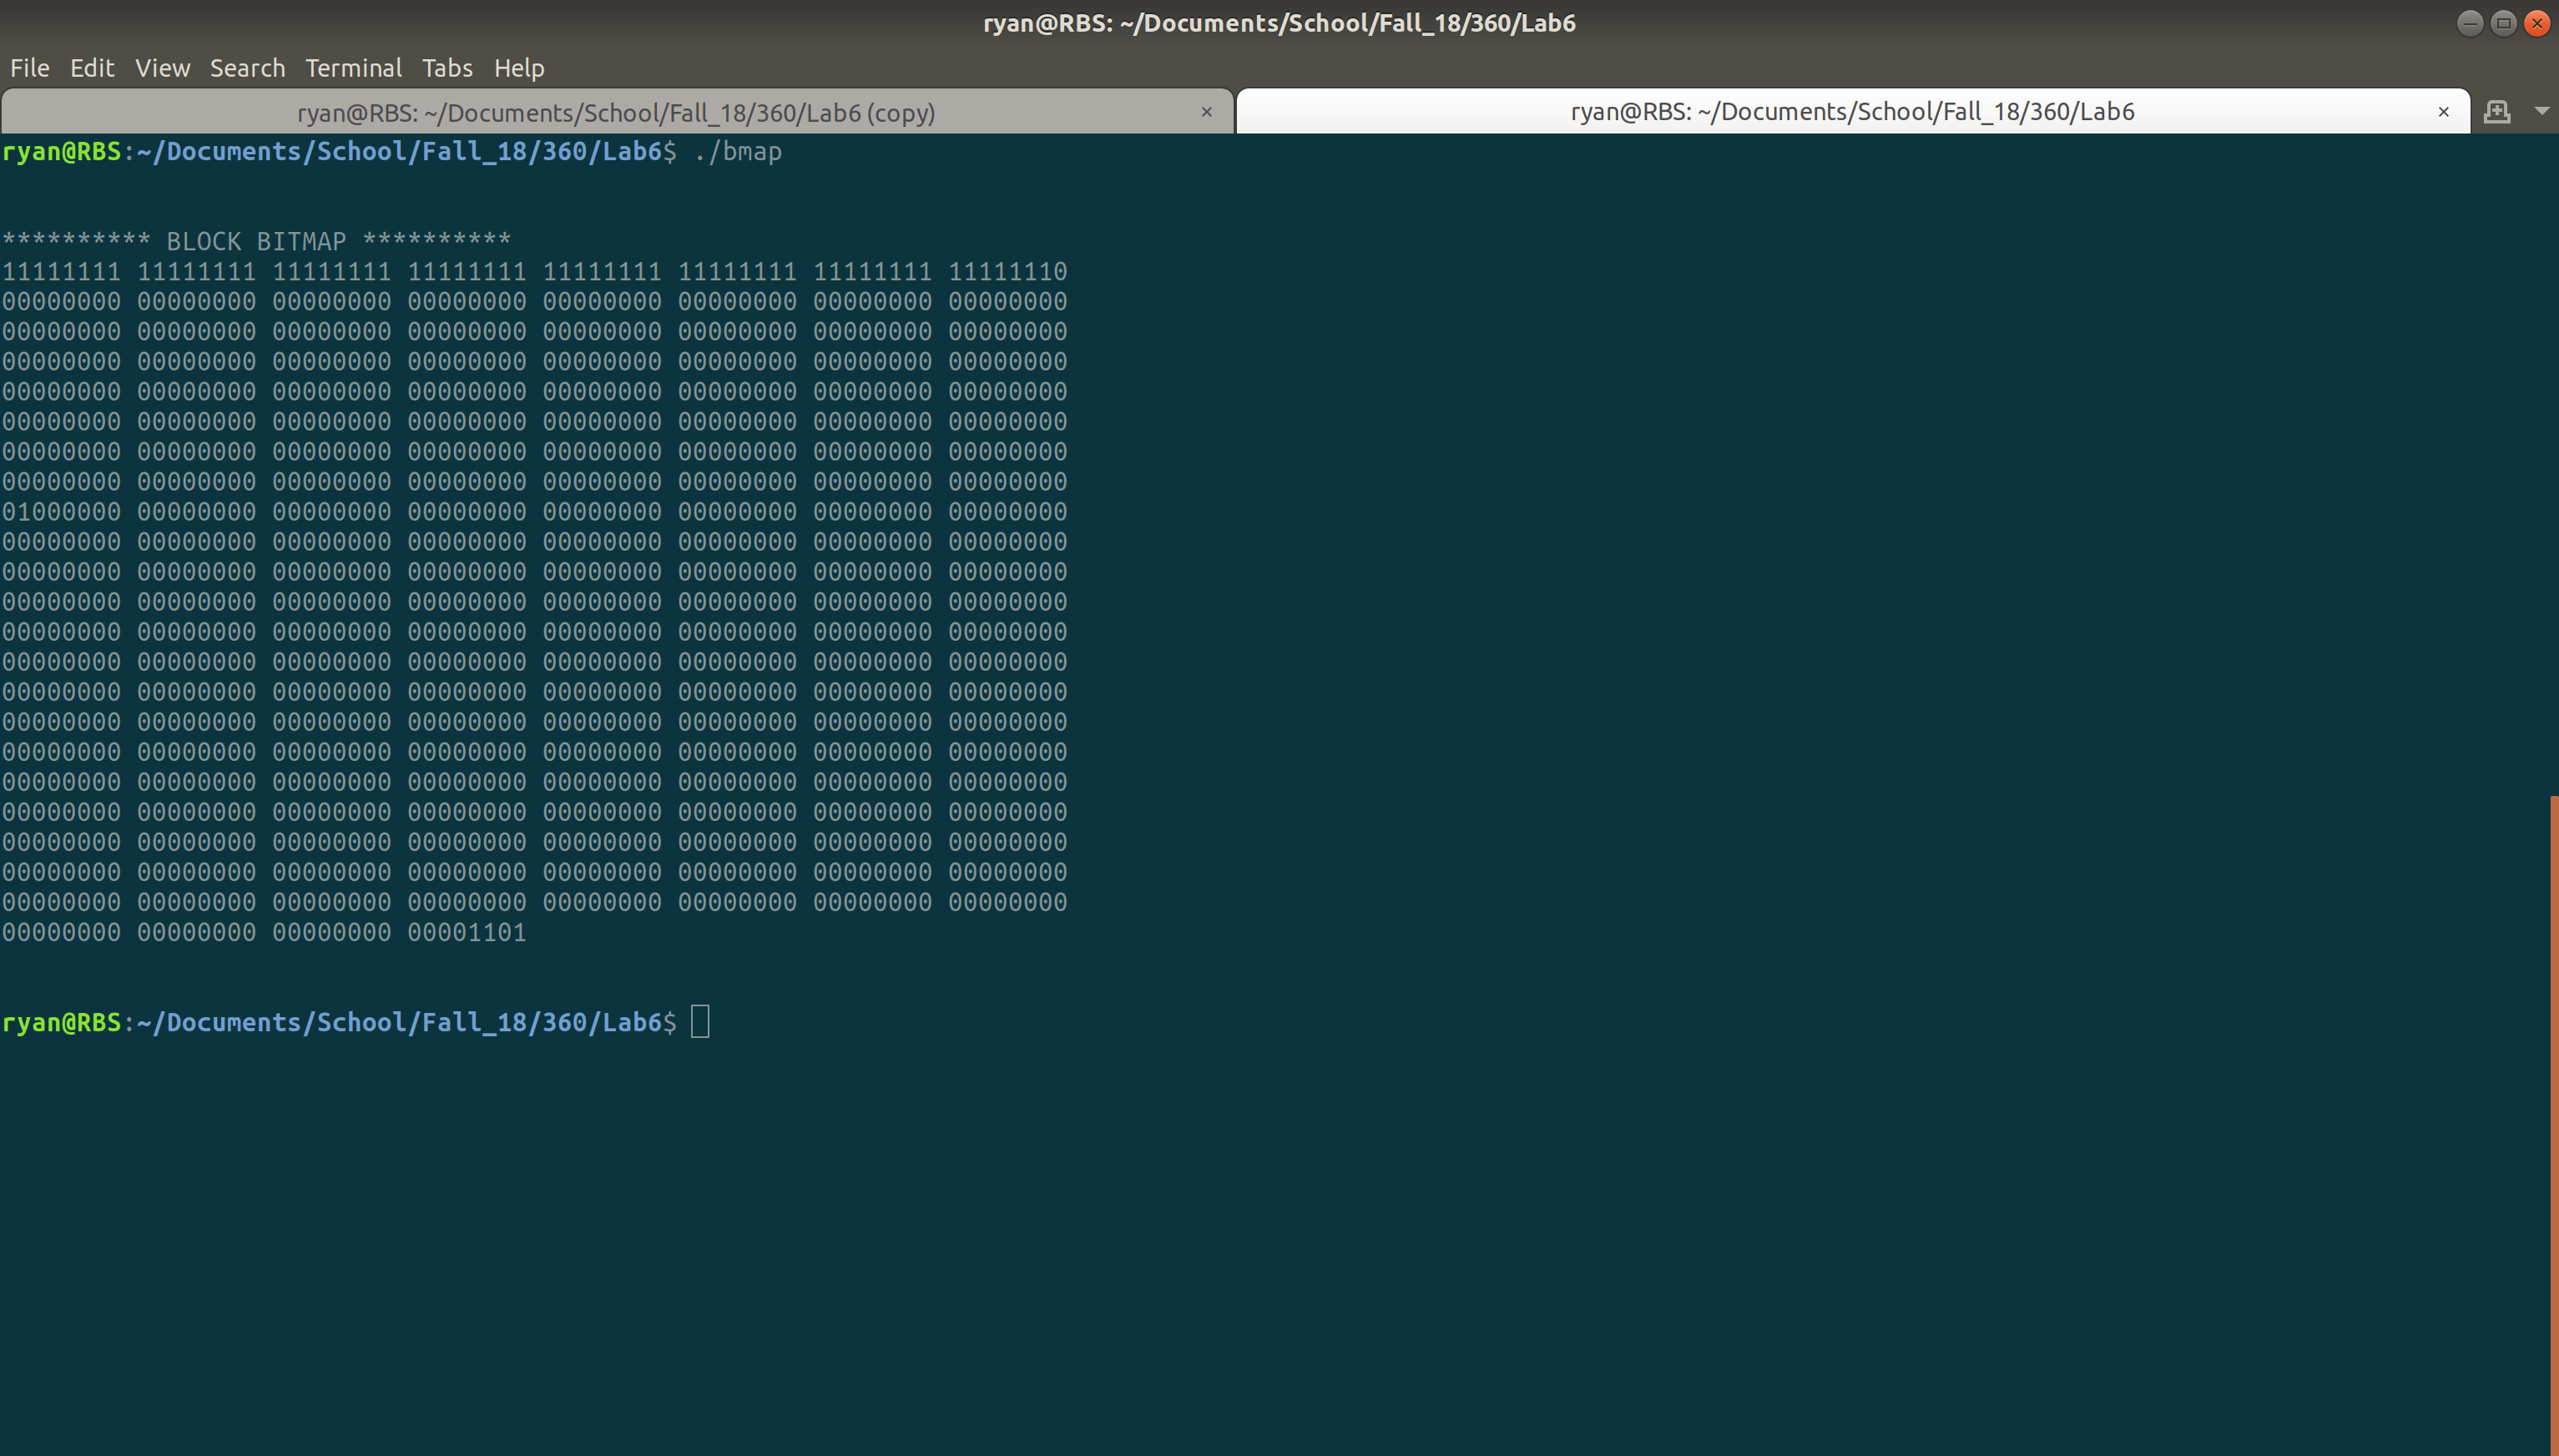 ryan@RBS: ~/Documents/School/Fall_18/360/Lab6
File Edit View Search Terminal Tabs Help
ryan@RBS: ~/Documents/School/Fall_18/360/Lab6 (copy) × ryan@RBS: ~/Documents/School/Fall_18/360/Lab6 ×
ryan@RBS:~/Documents/School/Fall_18/360/Lab6$ ./bmap
********** BLOCK BITMAP **********
11111111 11111111 11111111 11111111 11111111 11111111 11111111 11111110
00000000 00000000 00000000 00000000 00000000 00000000 00000000 00000000
00000000 00000000 00000000 00000000 00000000 00000000 00000000 00000000
00000000 00000000 00000000 00000000 00000000 00000000 00000000 00000000
00000000 00000000 00000000 00000000 00000000 00000000 00000000 00000000
00000000 00000000 00000000 00000000 00000000 00000000 00000000 00000000
00000000 00000000 00000000 00000000 00000000 00000000 00000000 00000000
00000000 00000000 00000000 00000000 00000000 00000000 00000000 00000000
01000000 00000000 00000000 00000000 00000000 00000000 00000000 00000000
00000000 00000000 00000000 00000000 00000000 00000000 00000000 00000000
00000000 00000000 00000000 00000000 00000000 00000000 00000000 00000000
00000000 00000000 00000000 00000000 00000000 00000000 00000000 00000000
00000000 00000000 00000000 00000000 00000000 00000000 00000000 00000000
00000000 00000000 00000000 00000000 00000000 00000000 00000000 00000000
00000000 00000000 00000000 00000000 00000000 00000000 00000000 00000000
00000000 00000000 00000000 00000000 00000000 00000000 00000000 00000000
00000000 00000000 00000000 00000000 00000000 00000000 00000000 00000000
00000000 00000000 00000000 00000000 00000000 00000000 00000000 00000000
00000000 00000000 00000000 00000000 00000000 00000000 00000000 00000000
00000000 00000000 00000000 00000000 00000000 00000000 00000000 00000000
00000000 00000000 00000000 00000000 00000000 00000000 00000000 00000000
00000000 00000000 00000000 00000000 00000000 00000000 00000000 00000000
00000000 00000000 00000000 00001101
ryan@RBS:~/Documents/School/Fall_18/360/Lab6$